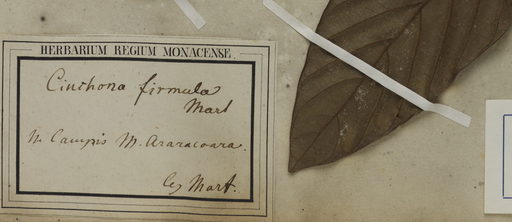 HERBARIUM REGIUM MONACENSE.
Cinchona firmula
Mart
In Campis M. Araracoara.
Mart.